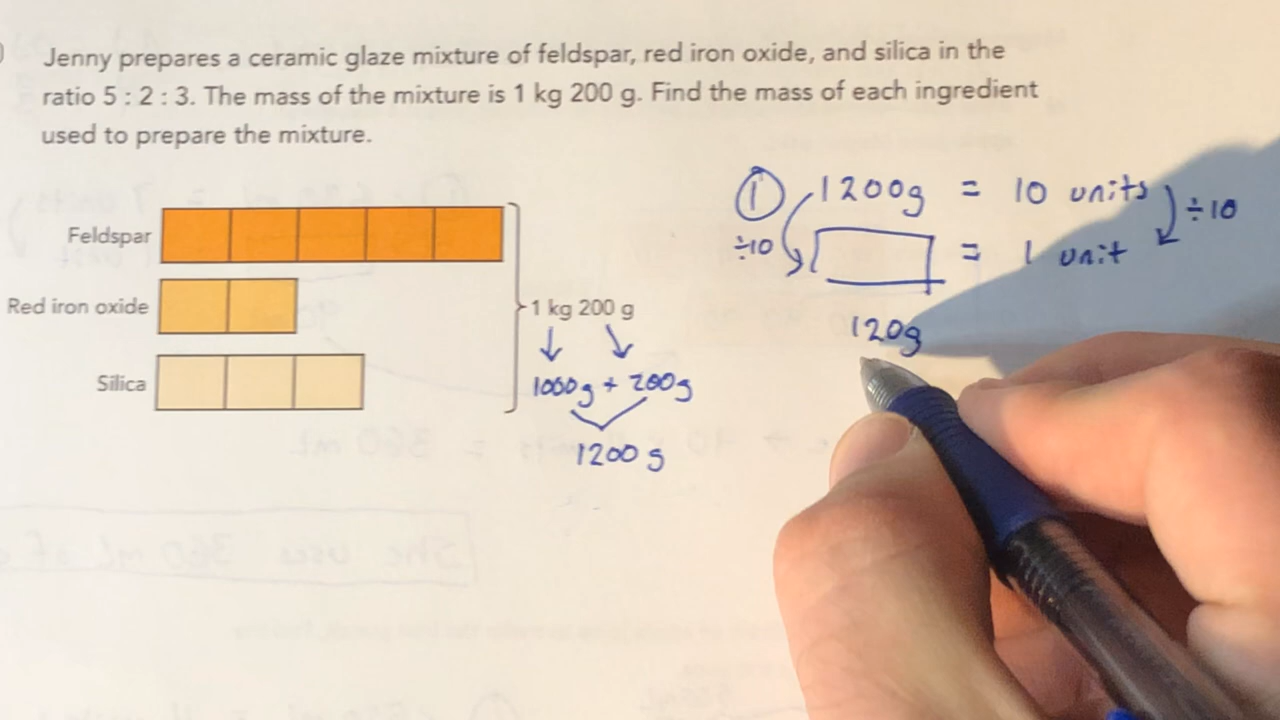 Jenny prepares a ceramic glaze mixture of feldspar, red iron oxide, and silica in the
ratio 5 : 2 : 3. The mass of the mixture is 1 kg 200 g. Find the mass of each ingredient
used to prepare the mixture.
① 1200g = 10 units ÷10
÷10 = 1 unit
120g
Feldspar
Red iron oxide
Silica
1 kg 200 g
1000g + 200g
1200g